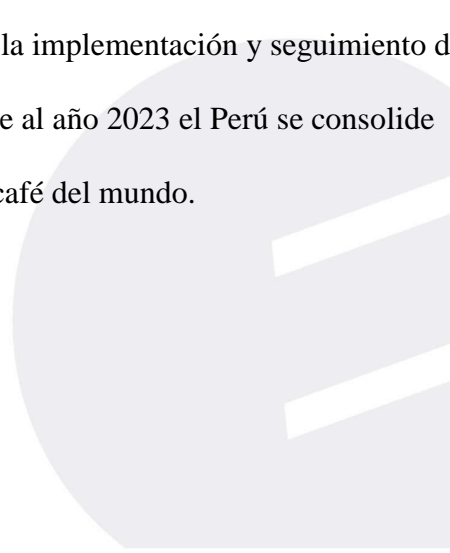 la implementación y seguimiento d
e al año 2023 el Perú se consolide
café del mundo.